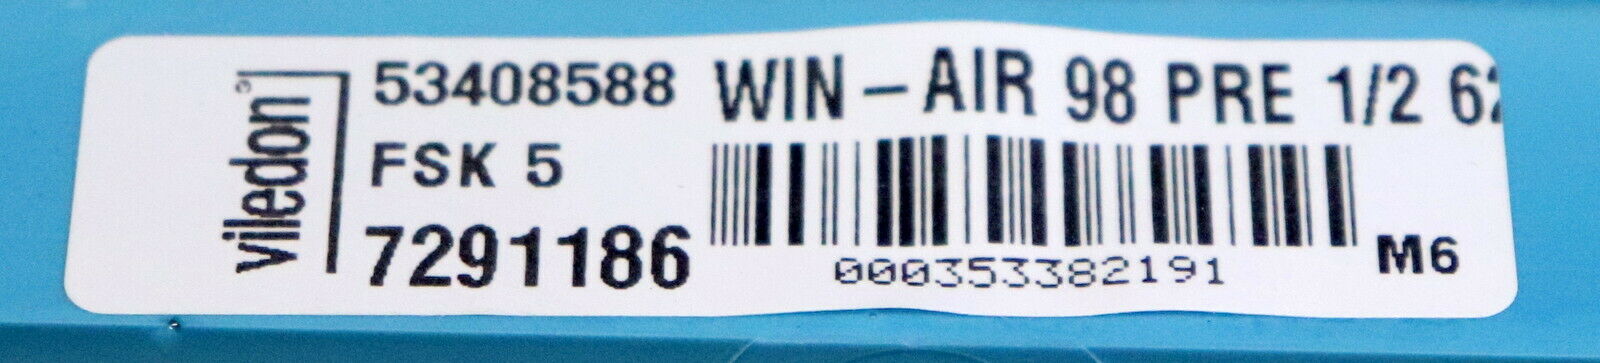 viledon
53408588
FSK 5
7291186
WIN-AIR 98 PRE 1/2
000353382191
M6